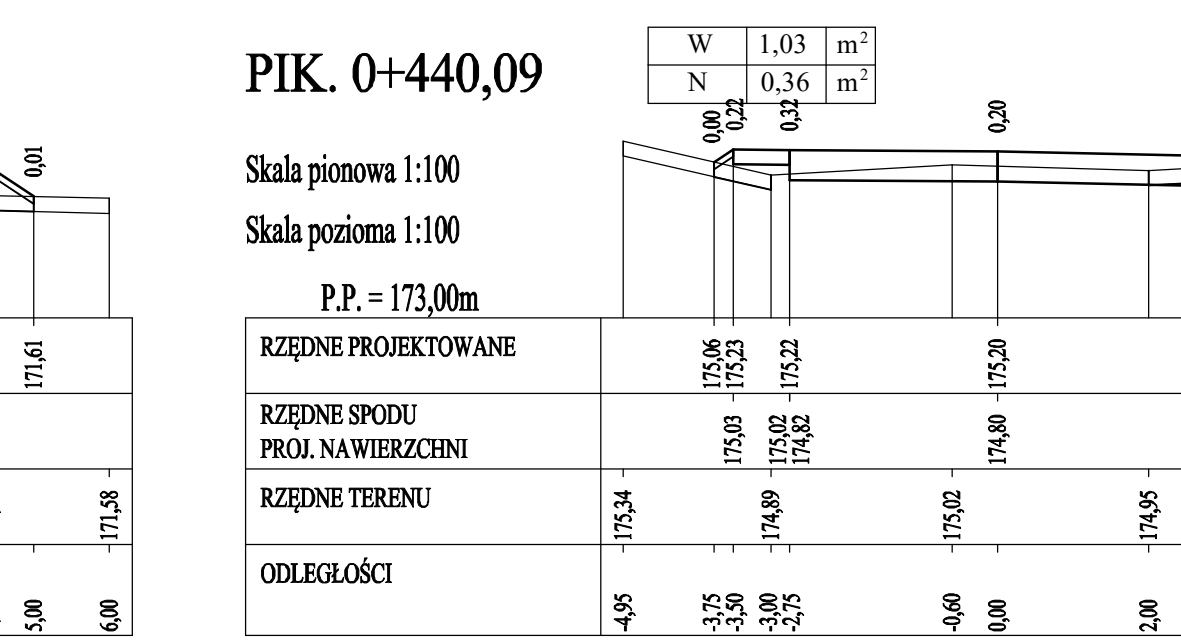 0,01
171,61
171,58
5,00
6,00
PIK. 0+440,09
W 1,03 m²
N 0,36 m²
Skala pionowa 1:100
Skala pozioma 1:100
P.P. = 173,00m
0,00 0,22 0,32 0,20
RZĘDNE PROJEKTOWANE 175,06 175,23 175,22 175,20
RZĘDNE SPODU
PROJ. NAWIERZCHNI 175,03 175,02 174,82 174,80
RZĘDNE TERENU 175,34 174,89 175,02 174,95
ODLEGŁOŚCI -4,95 -3,75 -3,50 -3,00 -2,75 -0,60 0,00 2,00